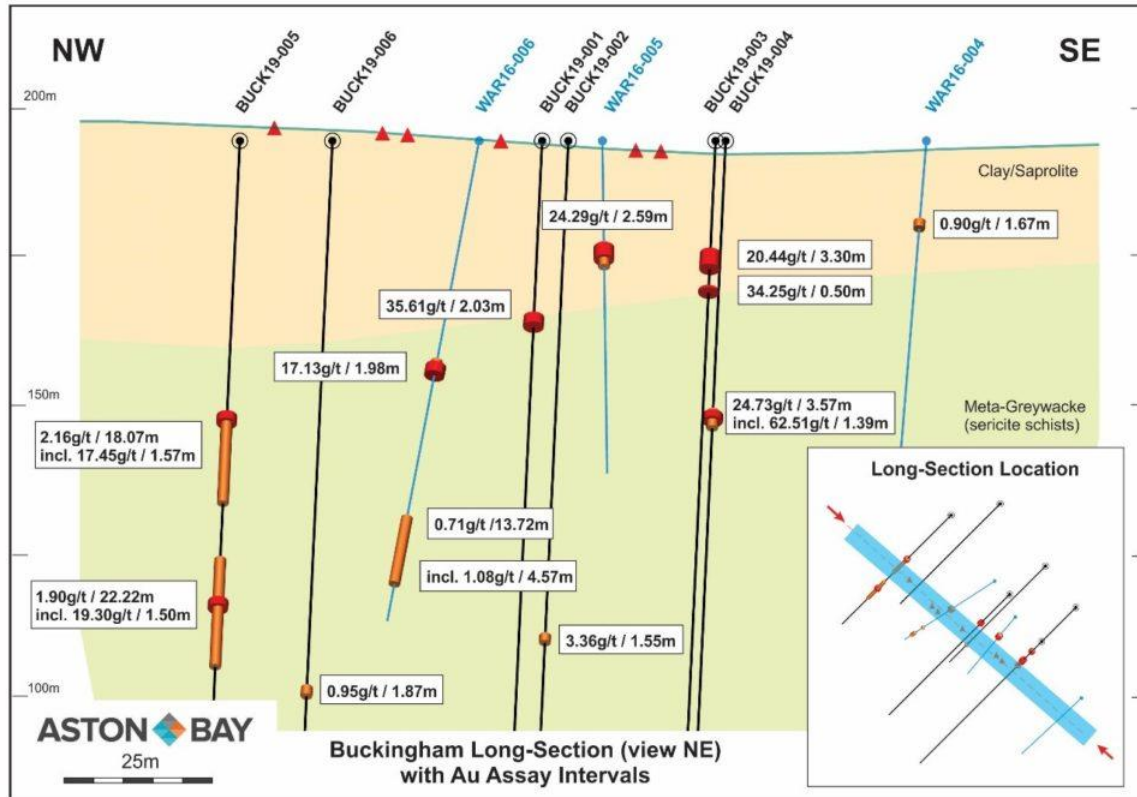 NW
SE
BUCK19-005
BUCK19-006
WAR16-006
BUCK19-001
BUCK19-002
WAR16-005
BUCK19-003
BUCK19-004
WAR16-004
200m
Clay/Saprolite
24.29g/t / 2.59m
0.90g/t / 1.67m
20.44g/t / 3.30m
34.25g/t / 0.50m
35.61g/t / 2.03m
17.13g/t / 1.98m
150m
24.73g/t / 3.57m
incl. 62.51g/t / 1.39m
Meta-Greywacke
(sericite schists)
2.16g/t / 18.07m
incl. 17.45g/t / 1.57m
Long-Section Location
0.71g/t /13.72m
incl. 1.08g/t / 4.57m
1.90g/t / 22.22m
incl. 19.30g/t / 1.50m
3.36g/t / 1.55m
0.95g/t / 1.87m
100m
ASTON BAY
25m
Buckingham Long-Section (view NE)
with Au Assay Intervals